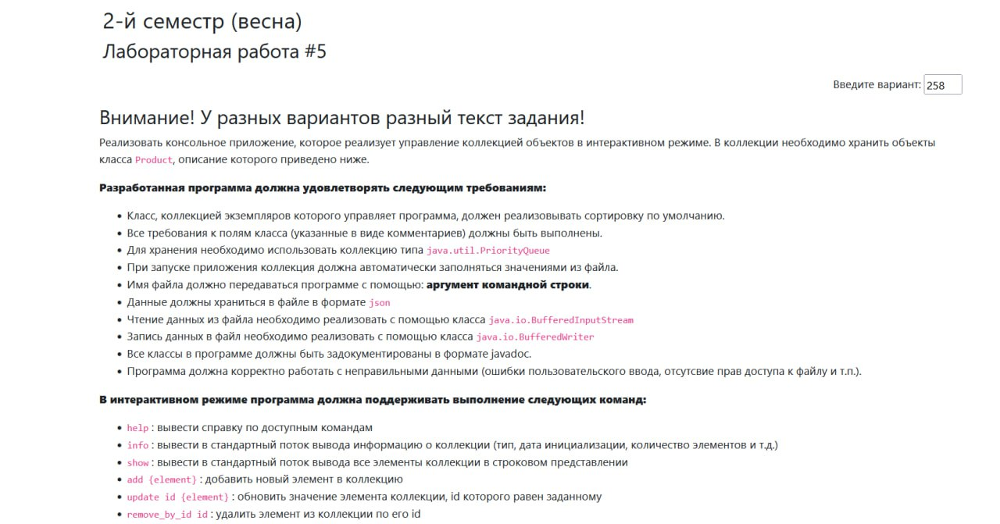 2-й семестр (весна)
Лабораторная работа #5
Введите вариант: 258
Внимание! У разных вариантов разный текст задания!
Реализовать консольное приложение, которое реализует управление коллекцией объектов в интерактивном режиме. В коллекции необходимо хранить объекты
класса Product, описание которого приведено ниже.
Разработанная программа должна удовлетворять следующим требованиям:
• Класс, коллекцией экземпляров которого управляет программа, должен реализовывать сортировку по умолчанию.
• Все требования к полям класса (указанные в виде комментариев) должны быть выполнены.
• Для хранения необходимо использовать коллекцию типа java.util.PriorityQueue
• При запуске приложения коллекция должна автоматически заполняться значениями из файла.
• Имя файла должно передаваться программе с помощью: аргумент командной строки.
• Данные должны храниться в файле в формате json
• Чтение данных из файла необходимо реализовать с помощью класса java.io.BufferedInputStream
• Запись данных в файл необходимо реализовать с помощью класса java.io.BufferedWriter
• Все классы в программе должны быть задокументированы в формате javadoc.
• Программа должна корректно работать с неправильными данными (ошибки пользовательского ввода, отсутсвие прав доступа к файлу и т.п.).
В интерактивном режиме программа должна поддерживать выполнение следующих команд:
• help : вывести справку по доступным командам
• info : вывести в стандартный поток вывода информацию о коллекции (тип, дата инициализации, количество элементов и т.д.)
• show : вывести в стандартный поток вывода все элементы коллекции в строковом представлении
• add {element} : добавить новый элемент в коллекцию
• update id {element} : обновить значение элемента коллекции, id которого равен заданному
• remove_by_id id : удалить элемент из коллекции по его id